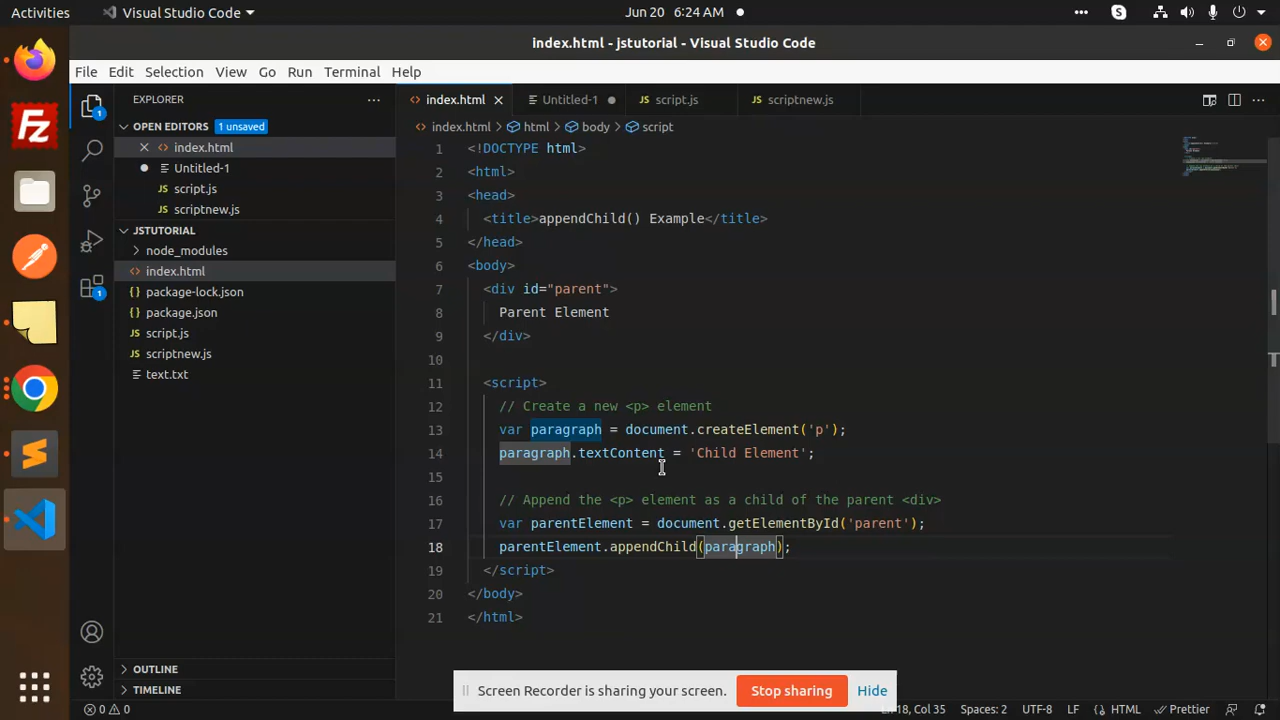 Activities
Visual Studio Code
Jun 20 6:24 AM
index.html - jstutorial - Visual Studio Code
File Edit Selection View Go Run Terminal Help
EXPLORER
OPEN EDITORS 1 unsaved
index.html
Untitled-1
JS script.js
JS scriptnew.js
JSTUTORIAL
node_modules
index.html
package-lock.json
package.json
JS script.js
JS scriptnew.js
text.txt
OUTLINE
TIMELINE
index.html Untitled-1 JS script.js JS scriptnew.js
index.html > html > body > script
1 <!DOCTYPE html>
2 <html>
3 <head>
4 <title>appendChild() Example</title>
5 </head>
6 <body>
7 <div id="parent">
8 Parent Element
9 </div>
10
11 <script>
12 // Create a new <p> element
13 var paragraph = document.createElement('p');
14 paragraph.textContent = 'Child Element';
15
16 // Append the <p> element as a child of the parent <div>
17 var parentElement = document.getElementById('parent');
18 parentElement.appendChild(paragraph);
19 </script>
20 </body>
21 </html>
Screen Recorder is sharing your screen. Stop sharing Hide
0 0
Ln 18, Col 35 Spaces: 2 UTF-8 LF HTML Prettier